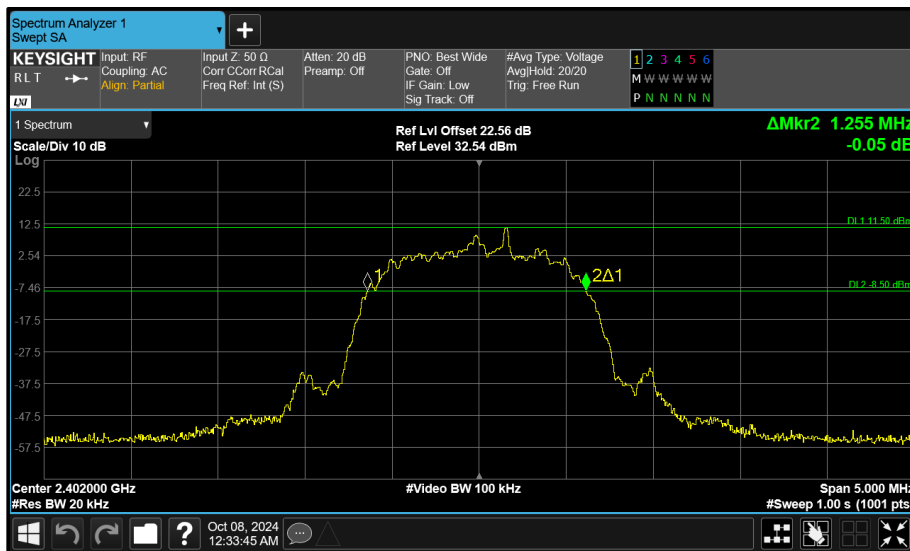 Spectrum Analyzer 1
Swept SA
KEYSIGHT
R L T
LXI
Input: RF
Coupling: AC
Align: Partial
Input Z: 50 Ω
Corr CCorr RCal
Freq Ref: Int (S)
Atten: 20 dB
Preamp: Off
PNO: Best Wide
Gate: Off
IF Gain: Low
Sig Track: Off
#Avg Type: Voltage
Avg|Hold: 20/20
Trig: Free Run
1 2 3 4 5 6
M W W W W W
P N N N N N
1 Spectrum
Scale/Div 10 dB
Ref Lvl Offset 22.56 dB
Ref Level 32.54 dBm
ΔMkr2 1.255 MHz
-0.05 dB
Log
22.5
12.5
DL1 11.50 dBm
2.54
1
2Δ1
-7.46
DL2 -8.50 dBm
-17.5
-27.5
-37.5
-47.5
-57.5
Center 2.402000 GHz
#Video BW 100 kHz
Span 5.000 MHz
#Res BW 20 kHz
#Sweep 1.00 s (1001 pts
?
Oct 08, 2024
12:33:45 AM